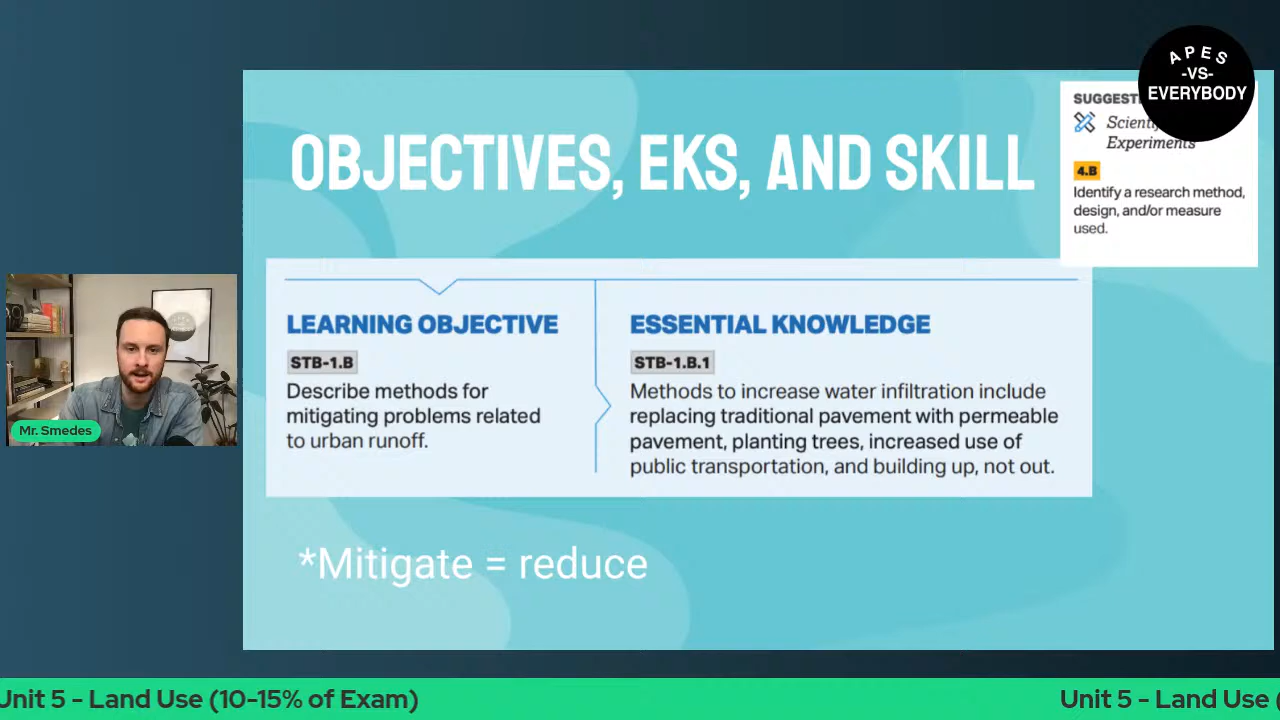 APES
-VS-
EVERYBODY
OBJECTIVES, EKS, AND SKILL
Experiments
4.B
Identify a research method,
design, and/or measure
used.
LEARNING OBJECTIVE
STB-1.B
Describe methods for
mitigating problems related
to urban runoff.
ESSENTIAL KNOWLEDGE
STB-1.B.1
Methods to increase water infiltration include
replacing traditional pavement with permeable
pavement, planting trees, increased use of
public transportation, and building up, not out.
Mr. Smedes
*Mitigate = reduce
Unit 5 - Land Use (10-15% of Exam)
Unit 5 - Land Use (